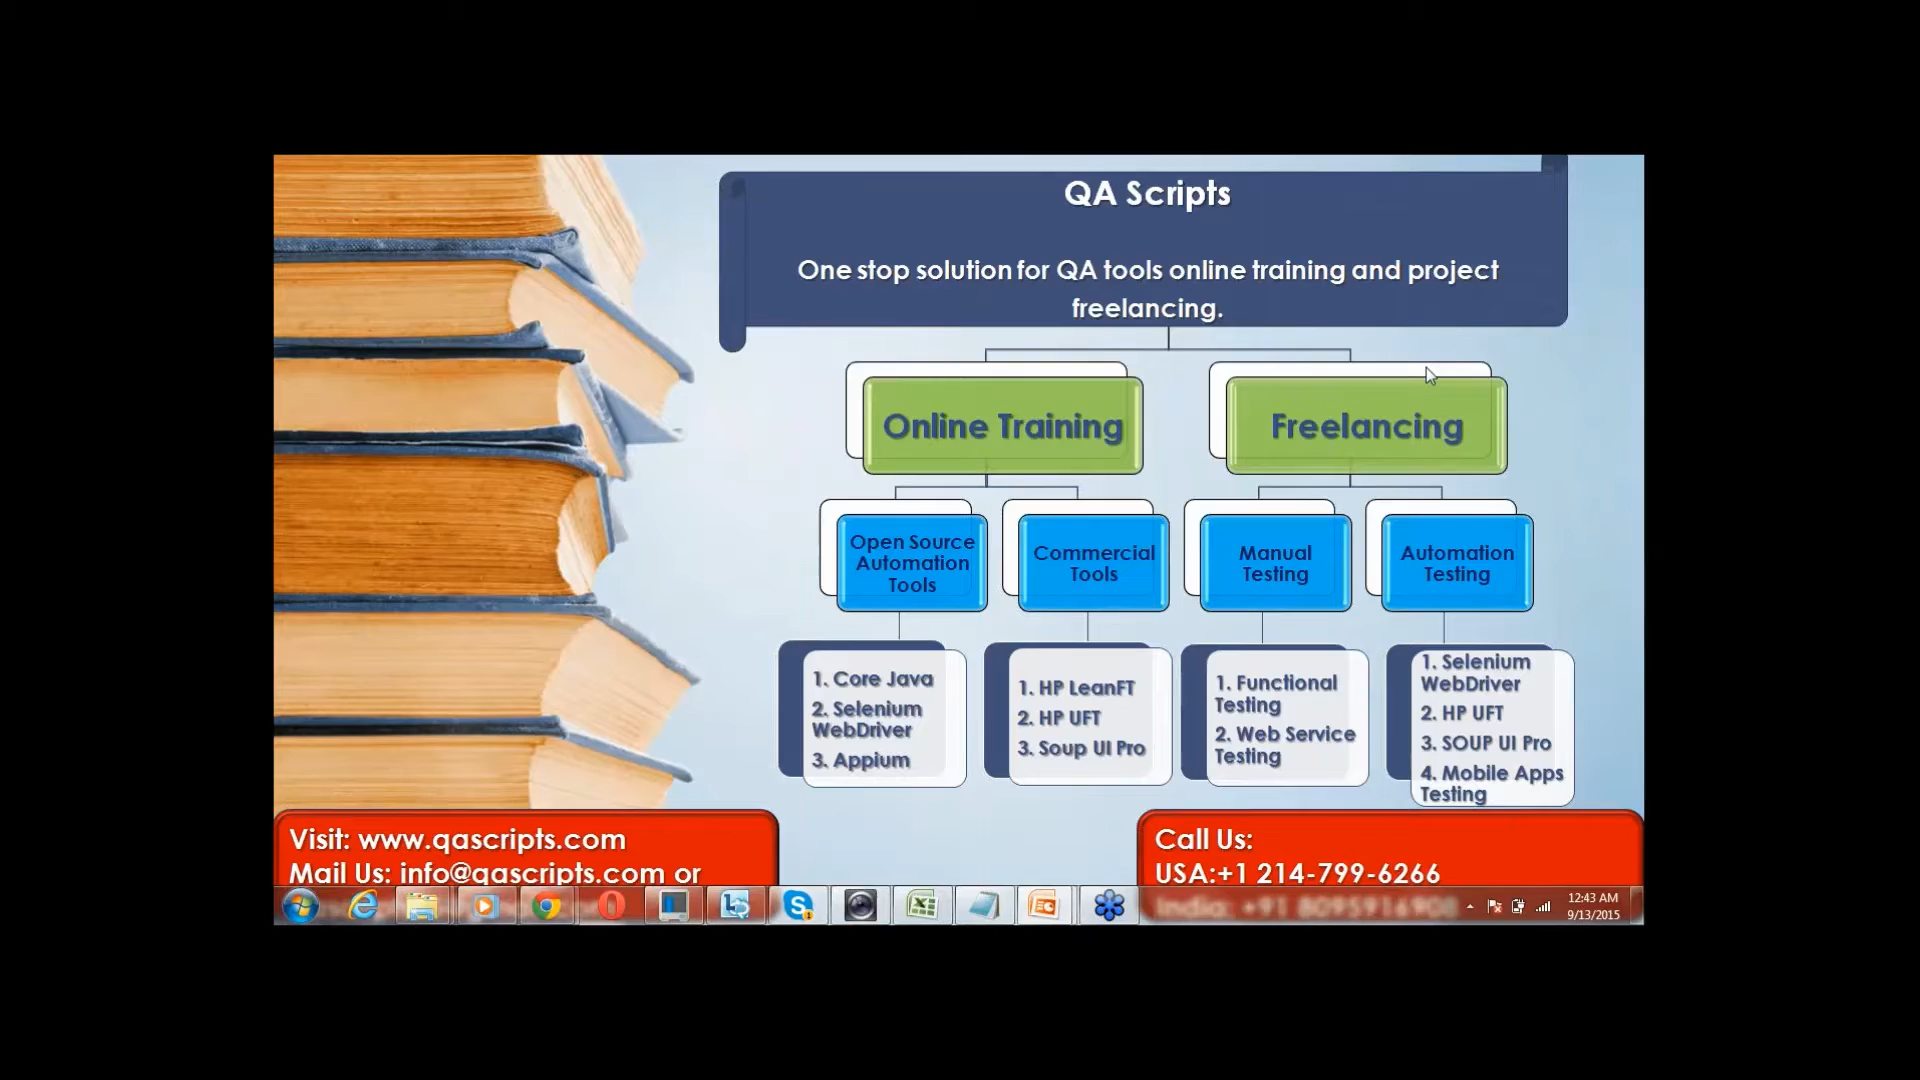 QA Scripts
One stop solution for QA tools online training and project
freelancing.
Online Training
Freelancing
Open Source
Automation
Tools
Commercial
Tools
Manual
Testing
Automation
Testing
1. Core Java
2. Selenium
WebDriver
3. Appium
1. HP LeanFT
2. HP UFT
3. Soup UI Pro
1. Functional
Testing
2. Web Service
Testing
1. Selenium
WebDriver
2. HP UFT
3. SOUP UI Pro
4. Mobile Apps
Testing
Visit: www.qascripts.com
Mail Us: info@qascripts.com or
Call Us:
USA:+1 214-799-6266
India: +91 8095916908
12:43 AM
9/13/2015